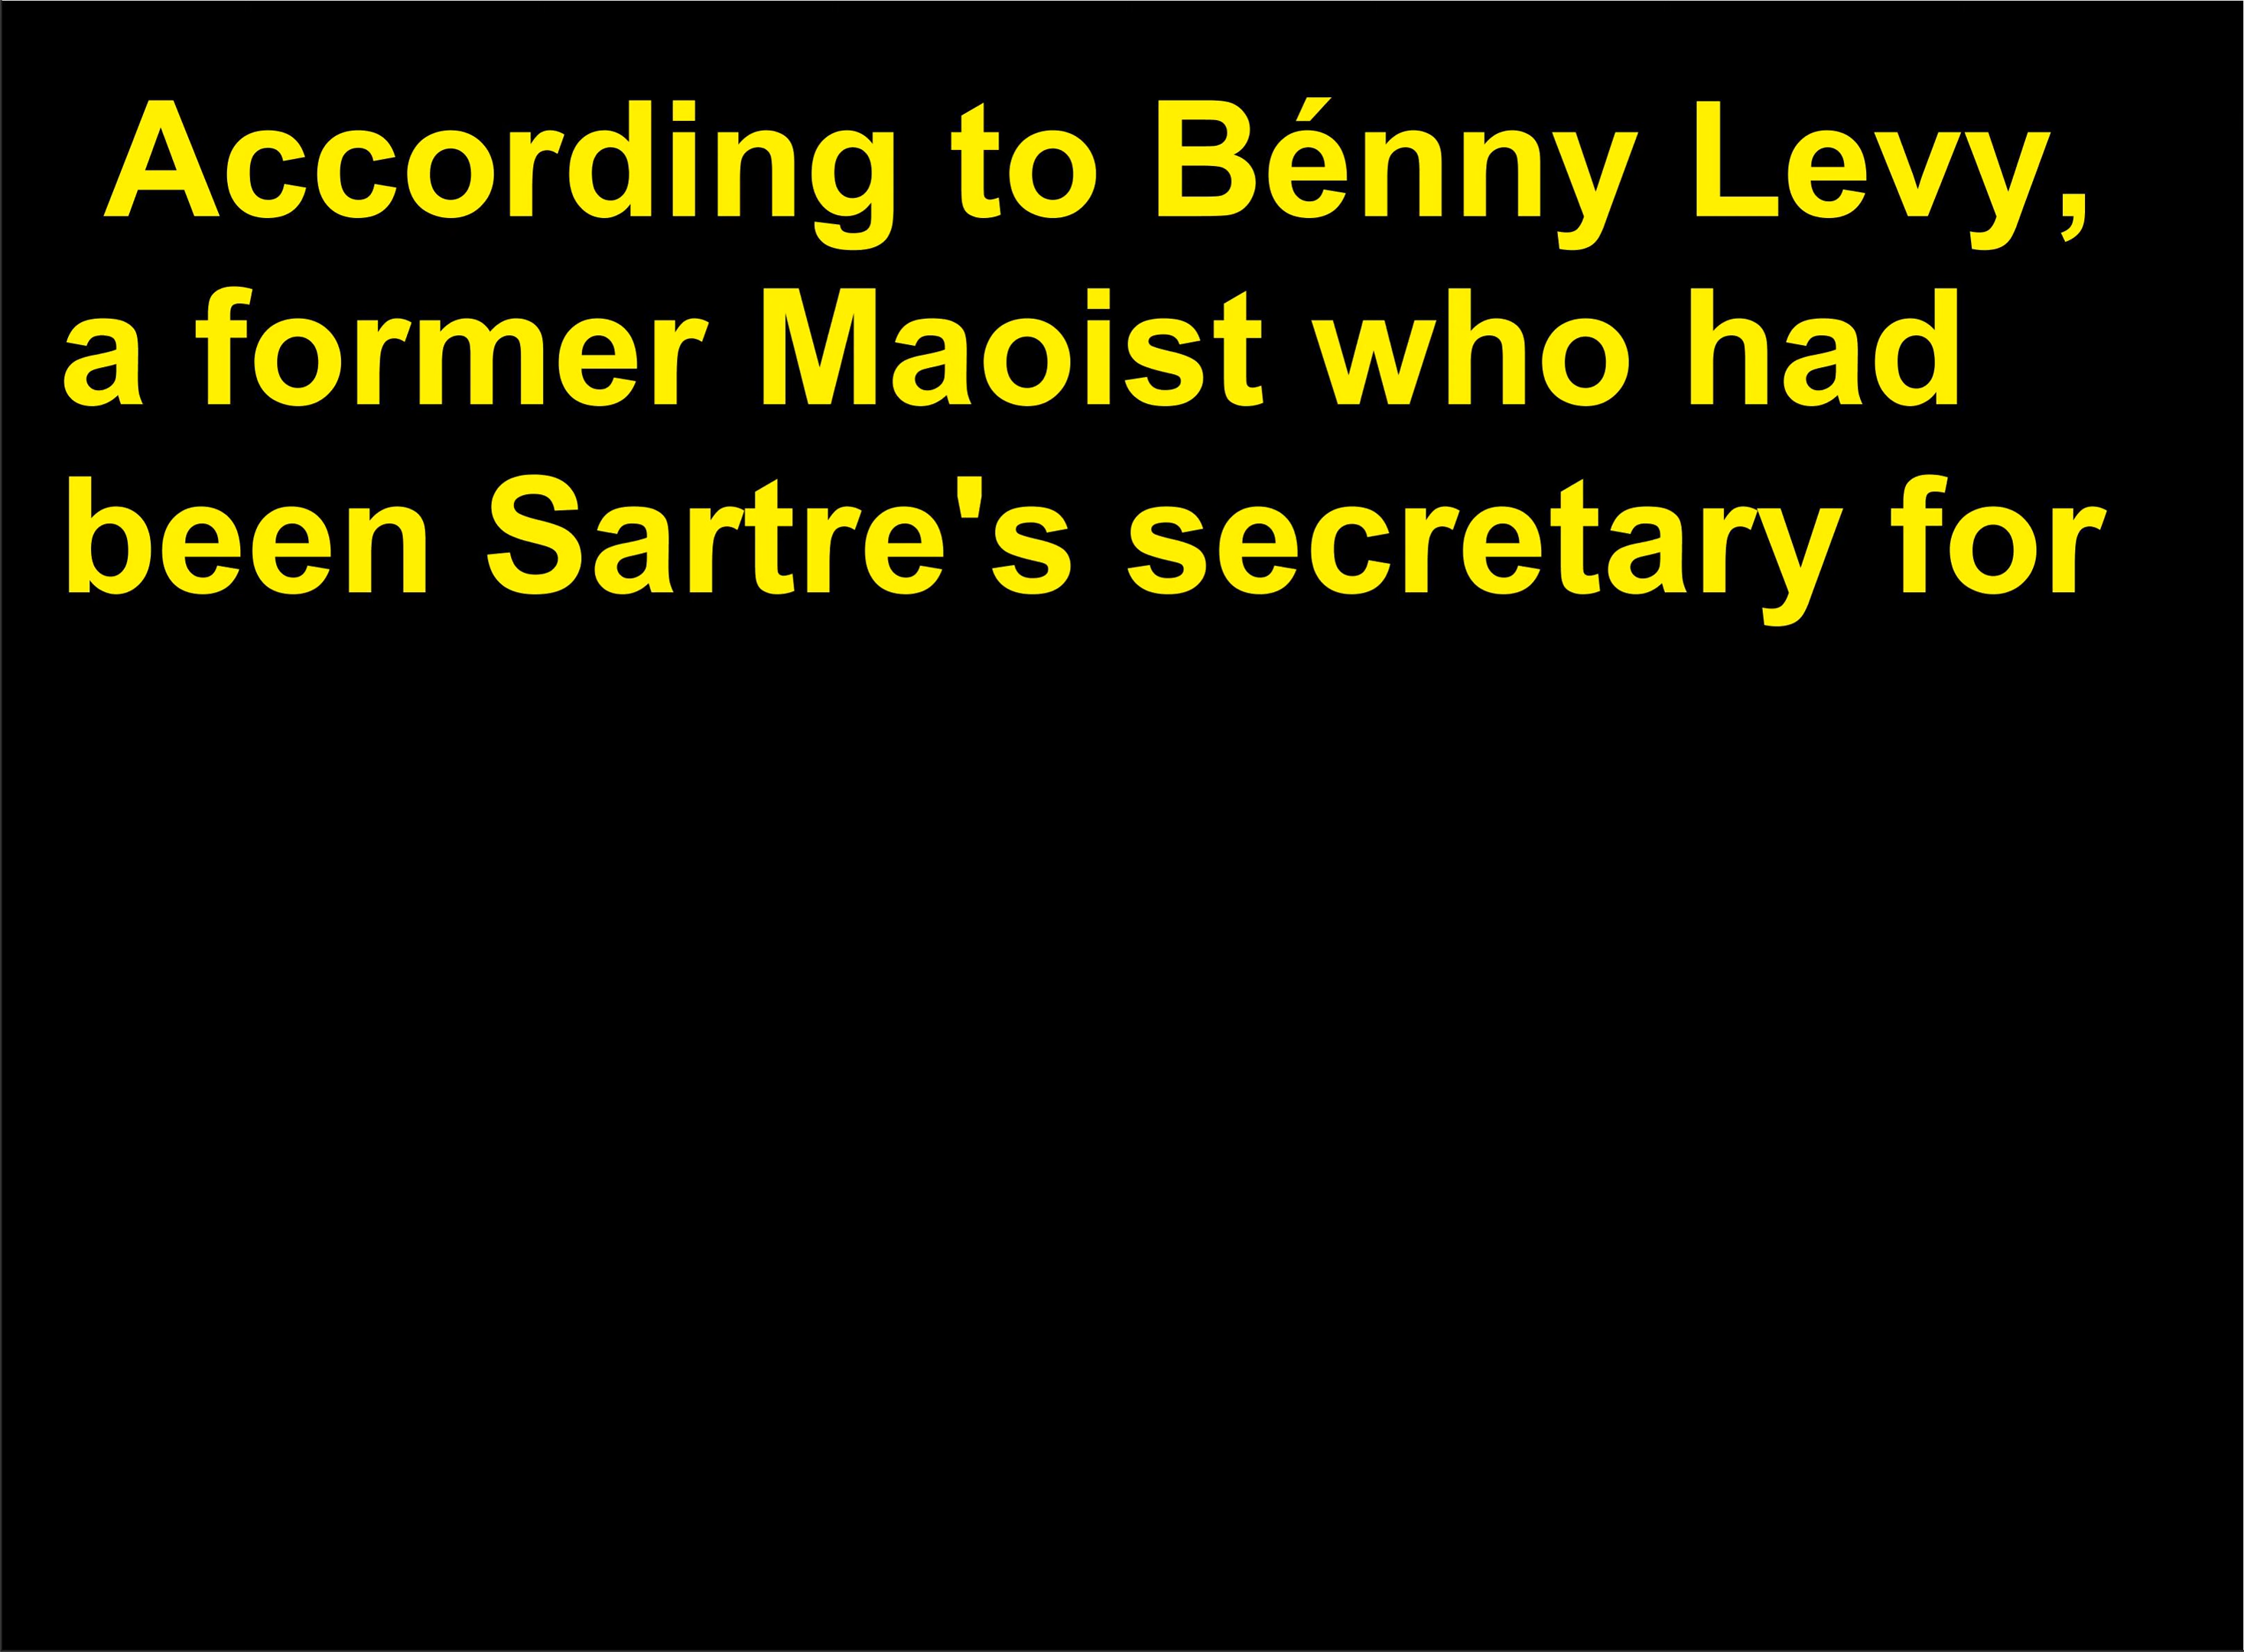 According to Bénny Levy,
a former Maoist who had
been Sartre's secretary for